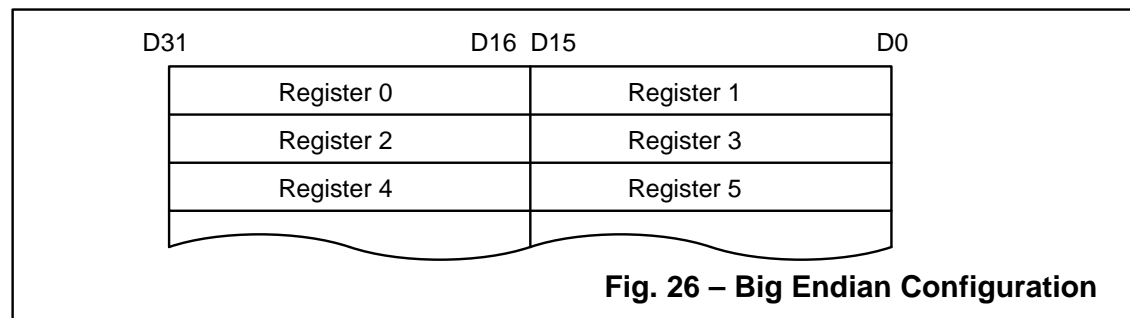 D31 D16 D15 D0
Register 0 Register 1
Register 2 Register 3
Register 4 Register 5
Fig. 26 – Big Endian Configuration